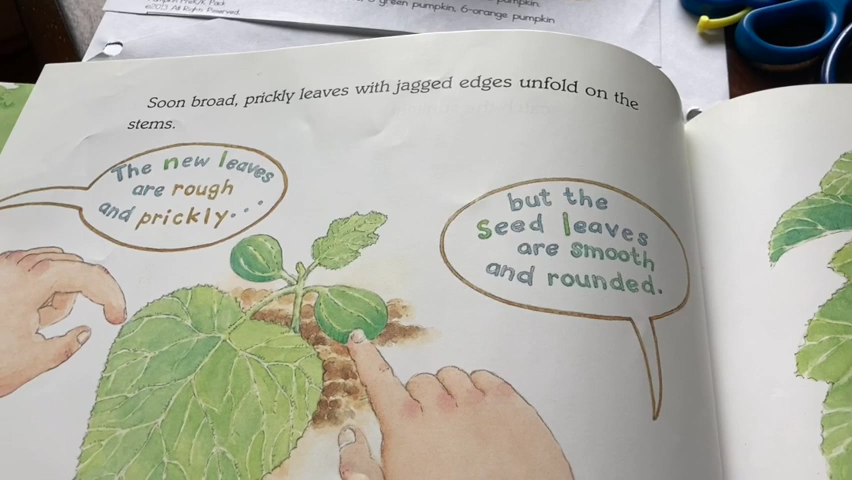 ©2023. All Rights Reserved.
green pumpkin, 6-orange pumpkin
Soon broad, prickly leaves with jagged edges unfold on the
stems.
The new leaves
are rough
and prickly...
but the
seed leaves
are smooth
and rounded.